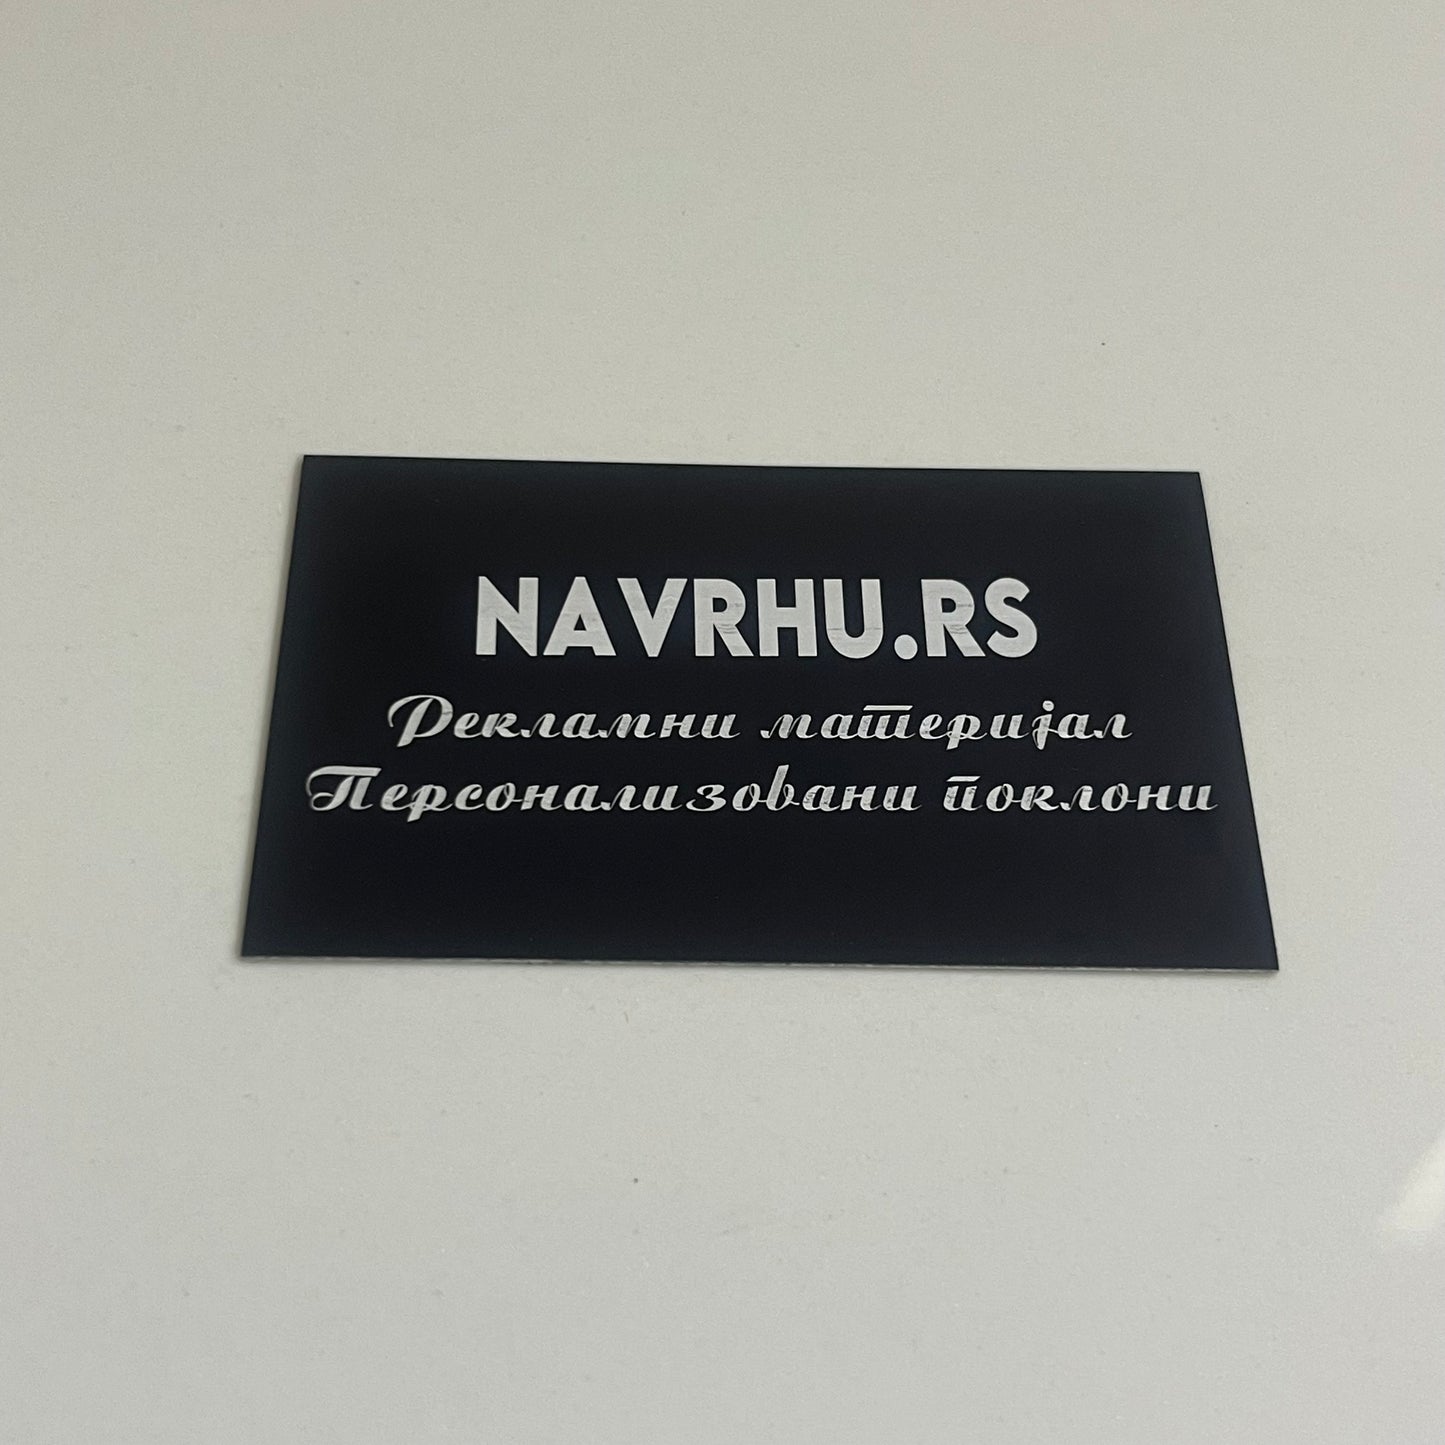 NAVRHU.RS
Рекламни материјал
Персонализовани поклони